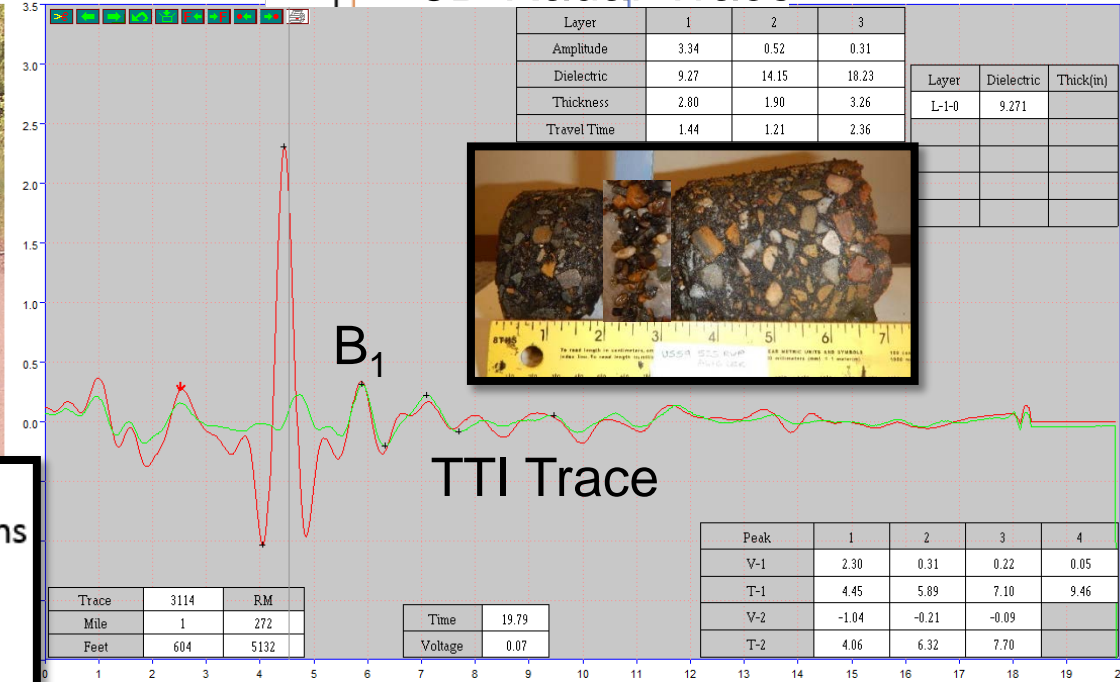 Layer 1 2 3
Amplitude 3.34 0.52 0.31
Dielectric 9.27 14.15 18.23
Thickness 2.80 1.90 3.26
Travel Time 1.44 1.21 2.36
Layer Dielectric Thick(in)
L-1-0 9.271
3.5
3.0
2.5
2.0
1.5
1.0
0.5
0.0
F F
1 2 3 4 5 6 7
B1
TTI Trace
ns
Peak 1 2 3 4
V-1 2.30 0.31 0.22 0.05
T-1 4.45 5.89 7.10 9.46
V-2 -1.04 -0.21 -0.09
T-2 4.06 6.32 7.70
Trace 3114 RM
Mile 1 272
Feet 604 5132
Time 19.79
Voltage 0.07
0 1 2 3 4 5 6 7 8 9 10 11 12 13 14 15 16 17 18 19